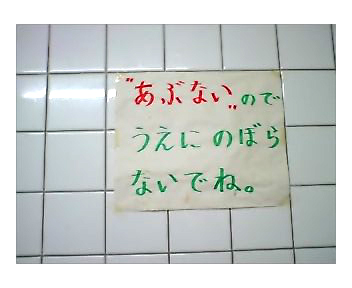 "あぶない"ので
うえに のぼら
ないでね。